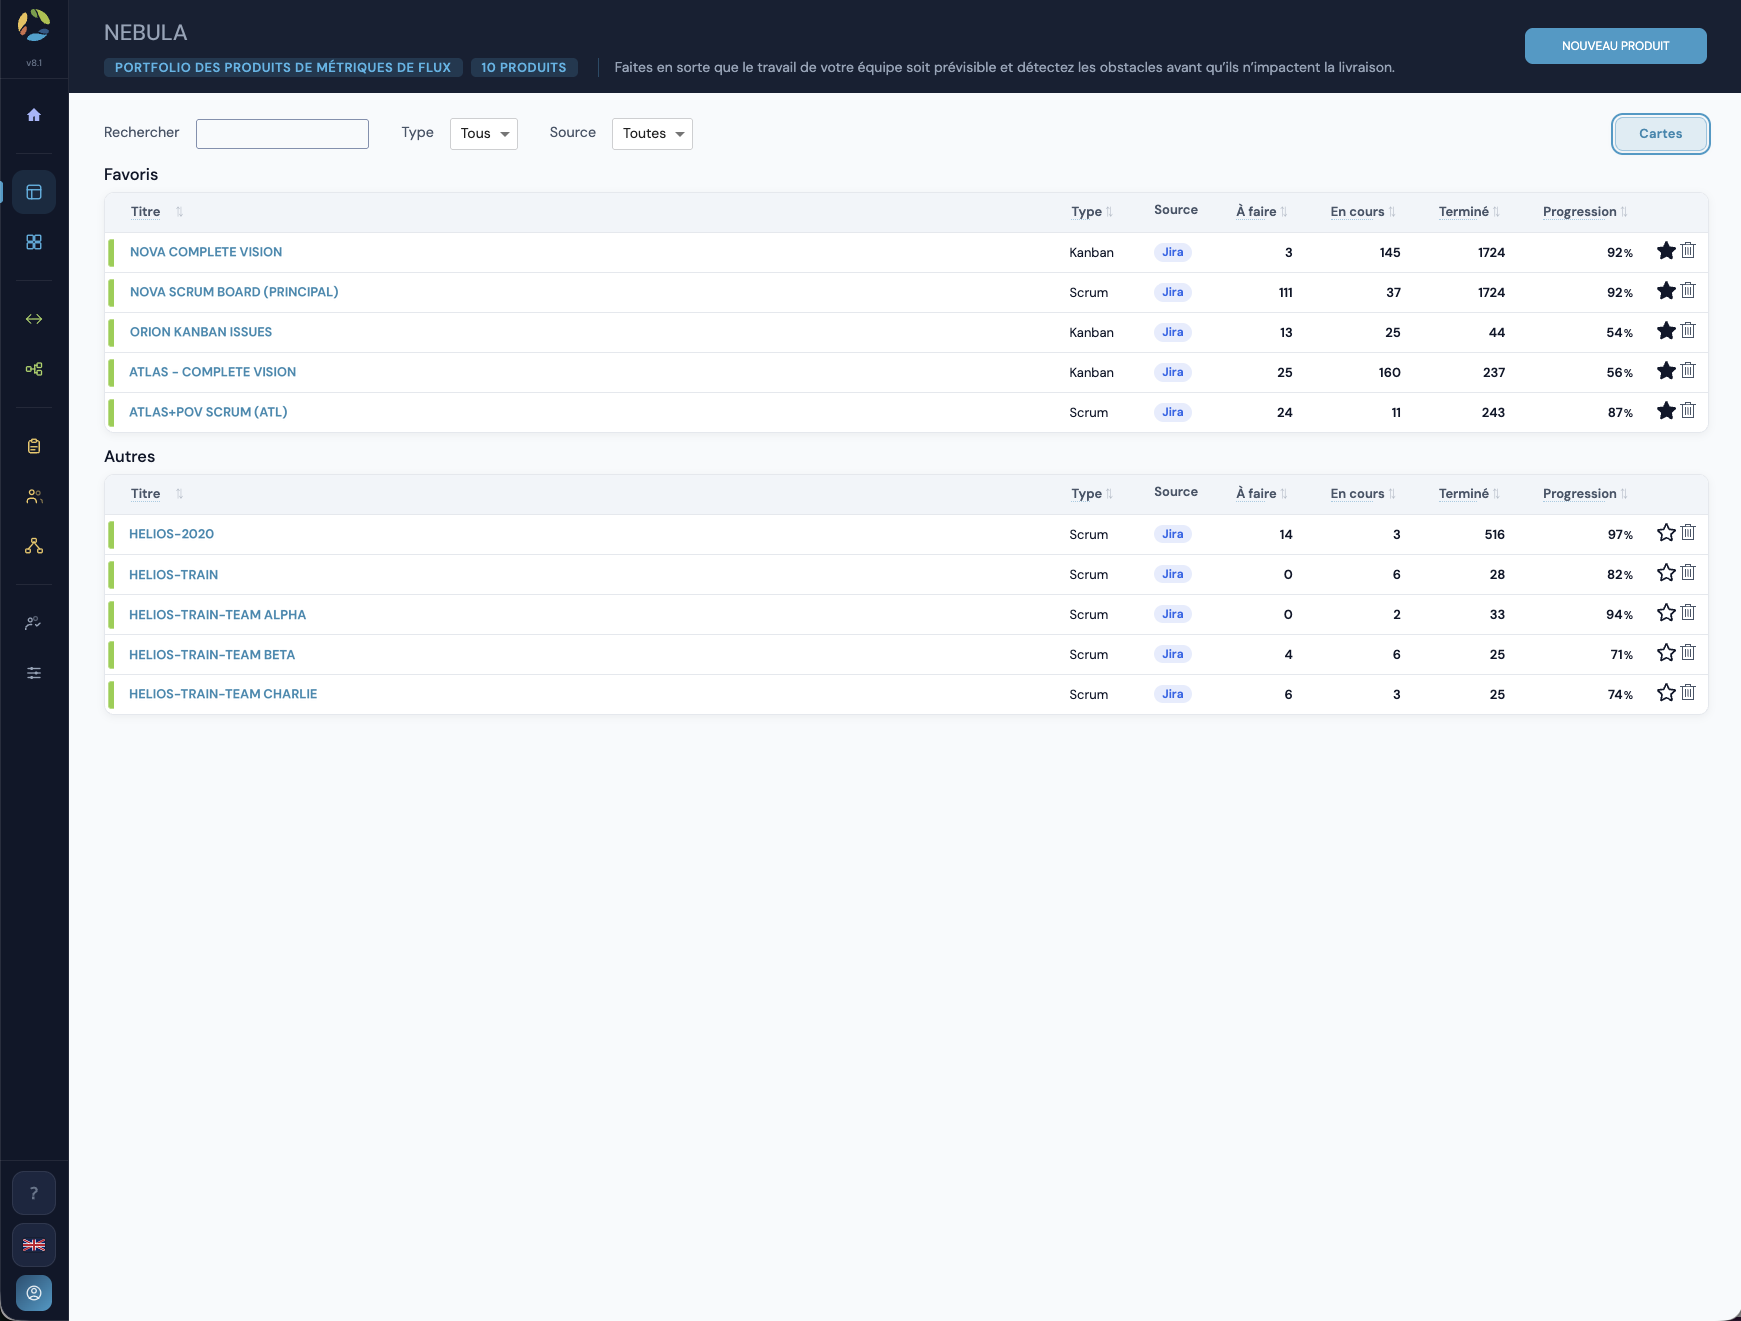 v8.1
NEBULA
PORTFOLIO DES PRODUITS DE MÉTRIQUES DE FLUX 10 PRODUITS Faites en sorte que le travail de votre équipe soit prévisible et détectez les obstacles avant qu’ils n’impactent la livraison.
NOUVEAU PRODUIT
Rechercher Type Tous Source Toutes Cartes
Favoris
Titre Type Source À faire En cours Terminé Progression
NOVA COMPLETE VISION Kanban Jira 3 145 1724 92%
NOVA SCRUM BOARD (PRINCIPAL) Scrum Jira 111 37 1724 92%
ORION KANBAN ISSUES Kanban Jira 13 25 44 54%
ATLAS - COMPLETE VISION Kanban Jira 25 160 237 56%
ATLAS+POV SCRUM (ATL) Scrum Jira 24 11 243 87%
Autres
Titre Type Source À faire En cours Terminé Progression
HELIOS-2020 Scrum Jira 14 3 516 97%
HELIOS-TRAIN Scrum Jira 0 6 28 82%
HELIOS-TRAIN-TEAM ALPHA Scrum Jira 0 2 33 94%
HELIOS-TRAIN-TEAM BETA Scrum Jira 4 6 25 71%
HELIOS-TRAIN-TEAM CHARLIE Scrum Jira 6 3 25 74%
?